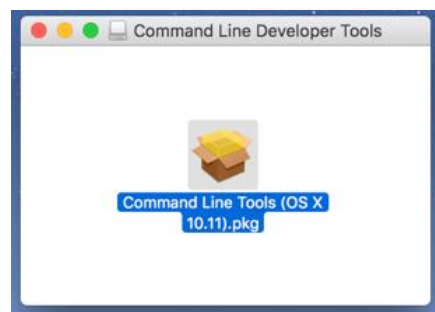 Command Line Developer Tools
Command Line Tools (OS X
10.11).pkg